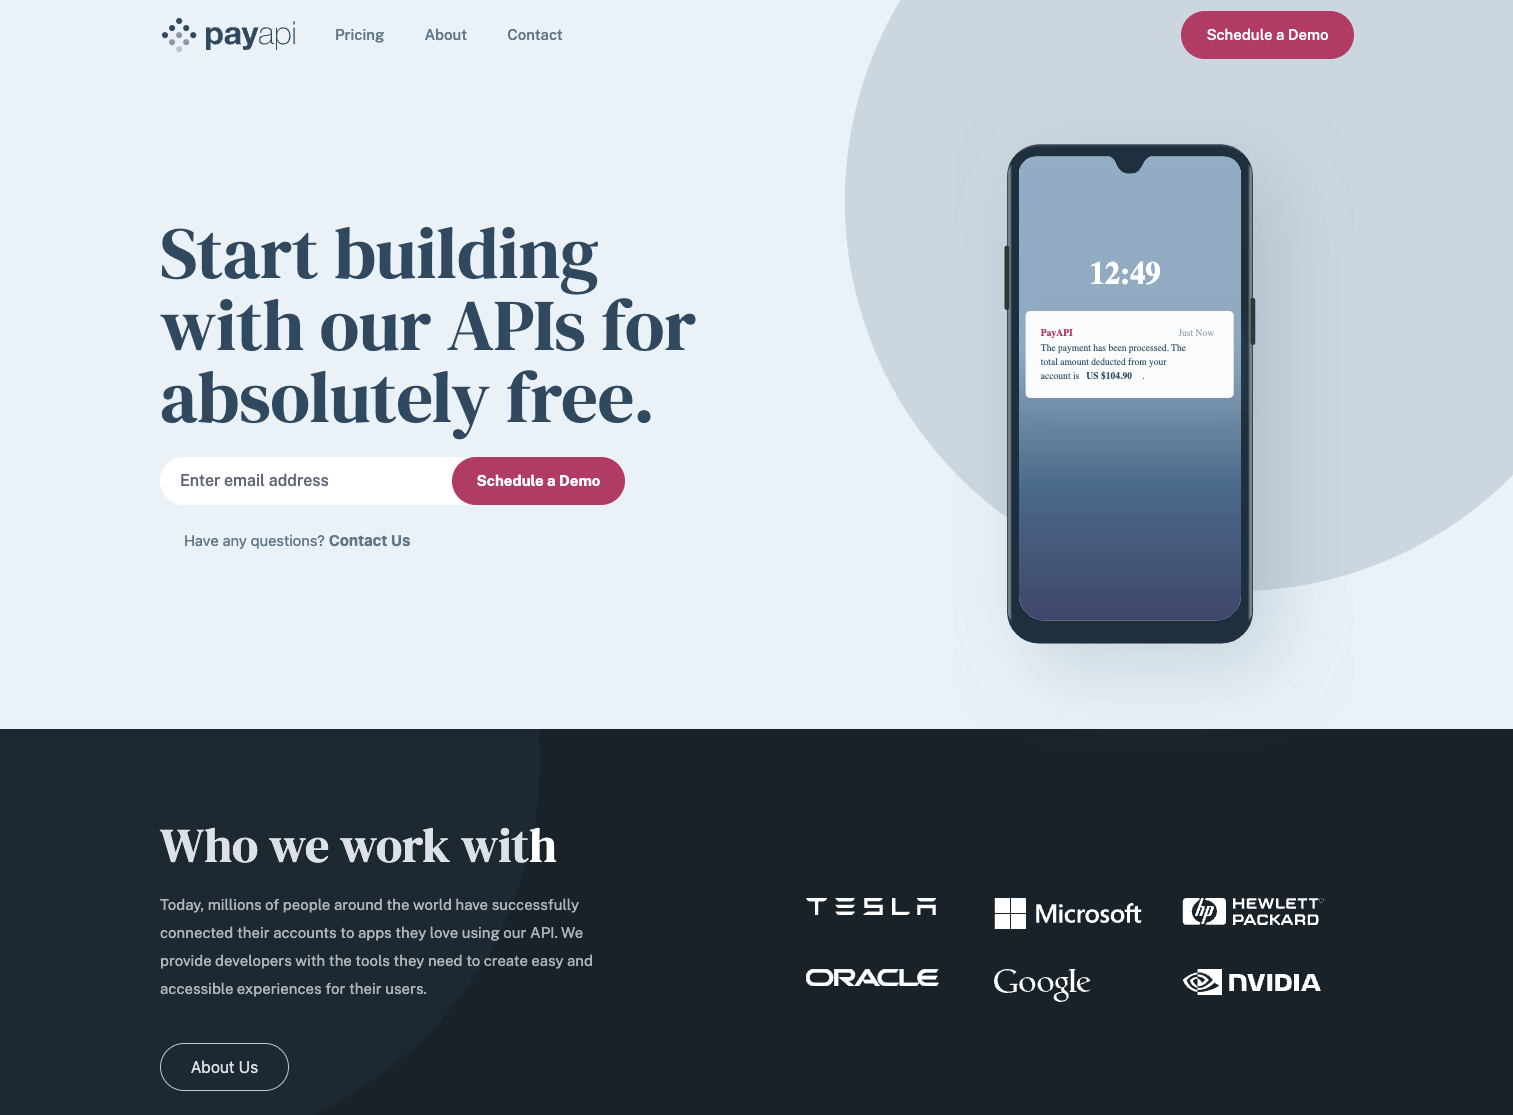 payapi
Pricing
About
Contact
Schedule a Demo
Start building
with our APIs for
absolutely free.
Enter email address
Schedule a Demo
Have any questions? Contact Us
12:49
PayAPI
Just Now
The payment has been processed. The
total amount deducted from your
account is US $104.90 .
Who we work with
Today, millions of people around the world have successfully
connected their accounts to apps they love using our API. We
provide developers with the tools they need to create easy and
accessible experiences for their users.
About Us
TESLA
Microsoft
hp HEWLETT
PACKARD
ORACLE
Google
NVIDIA